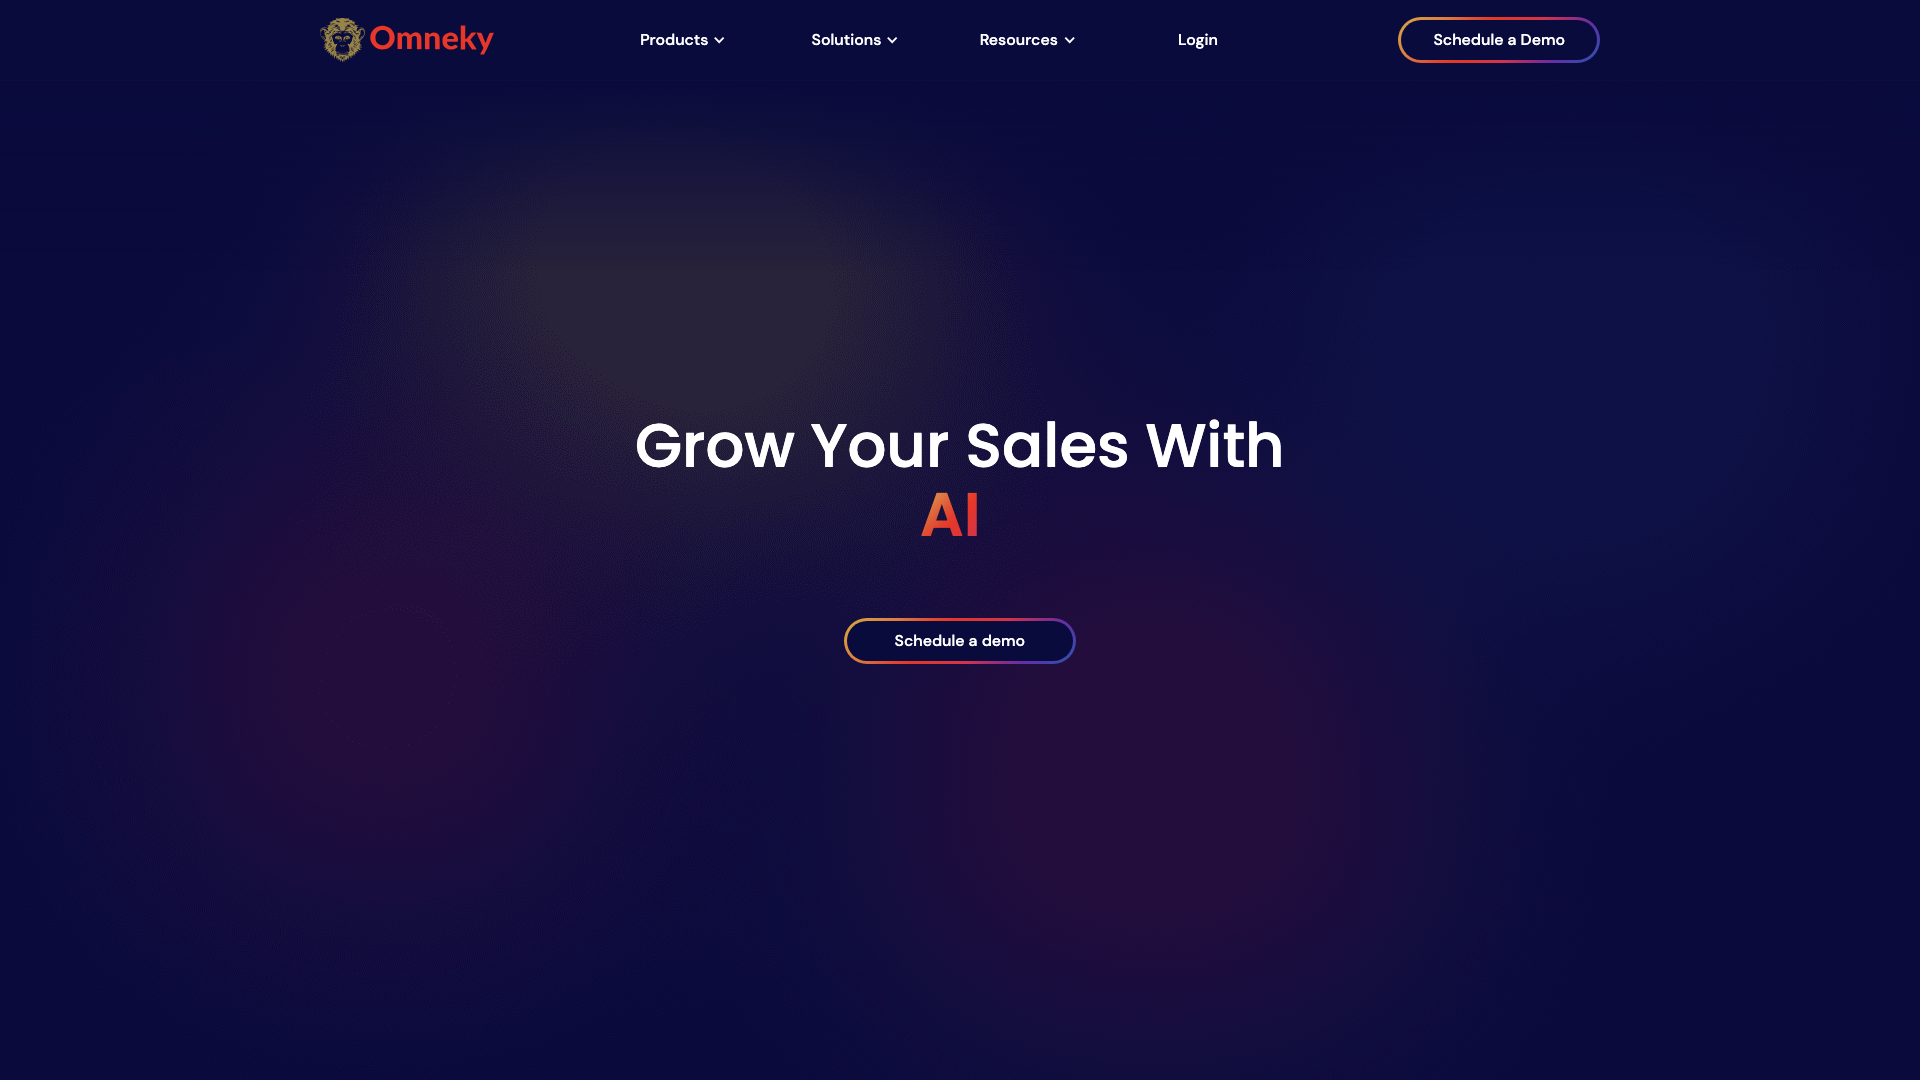 Omneky
Products
Solutions
Resources
Login
Schedule a Demo
Grow Your Sales With
AI
Schedule a demo